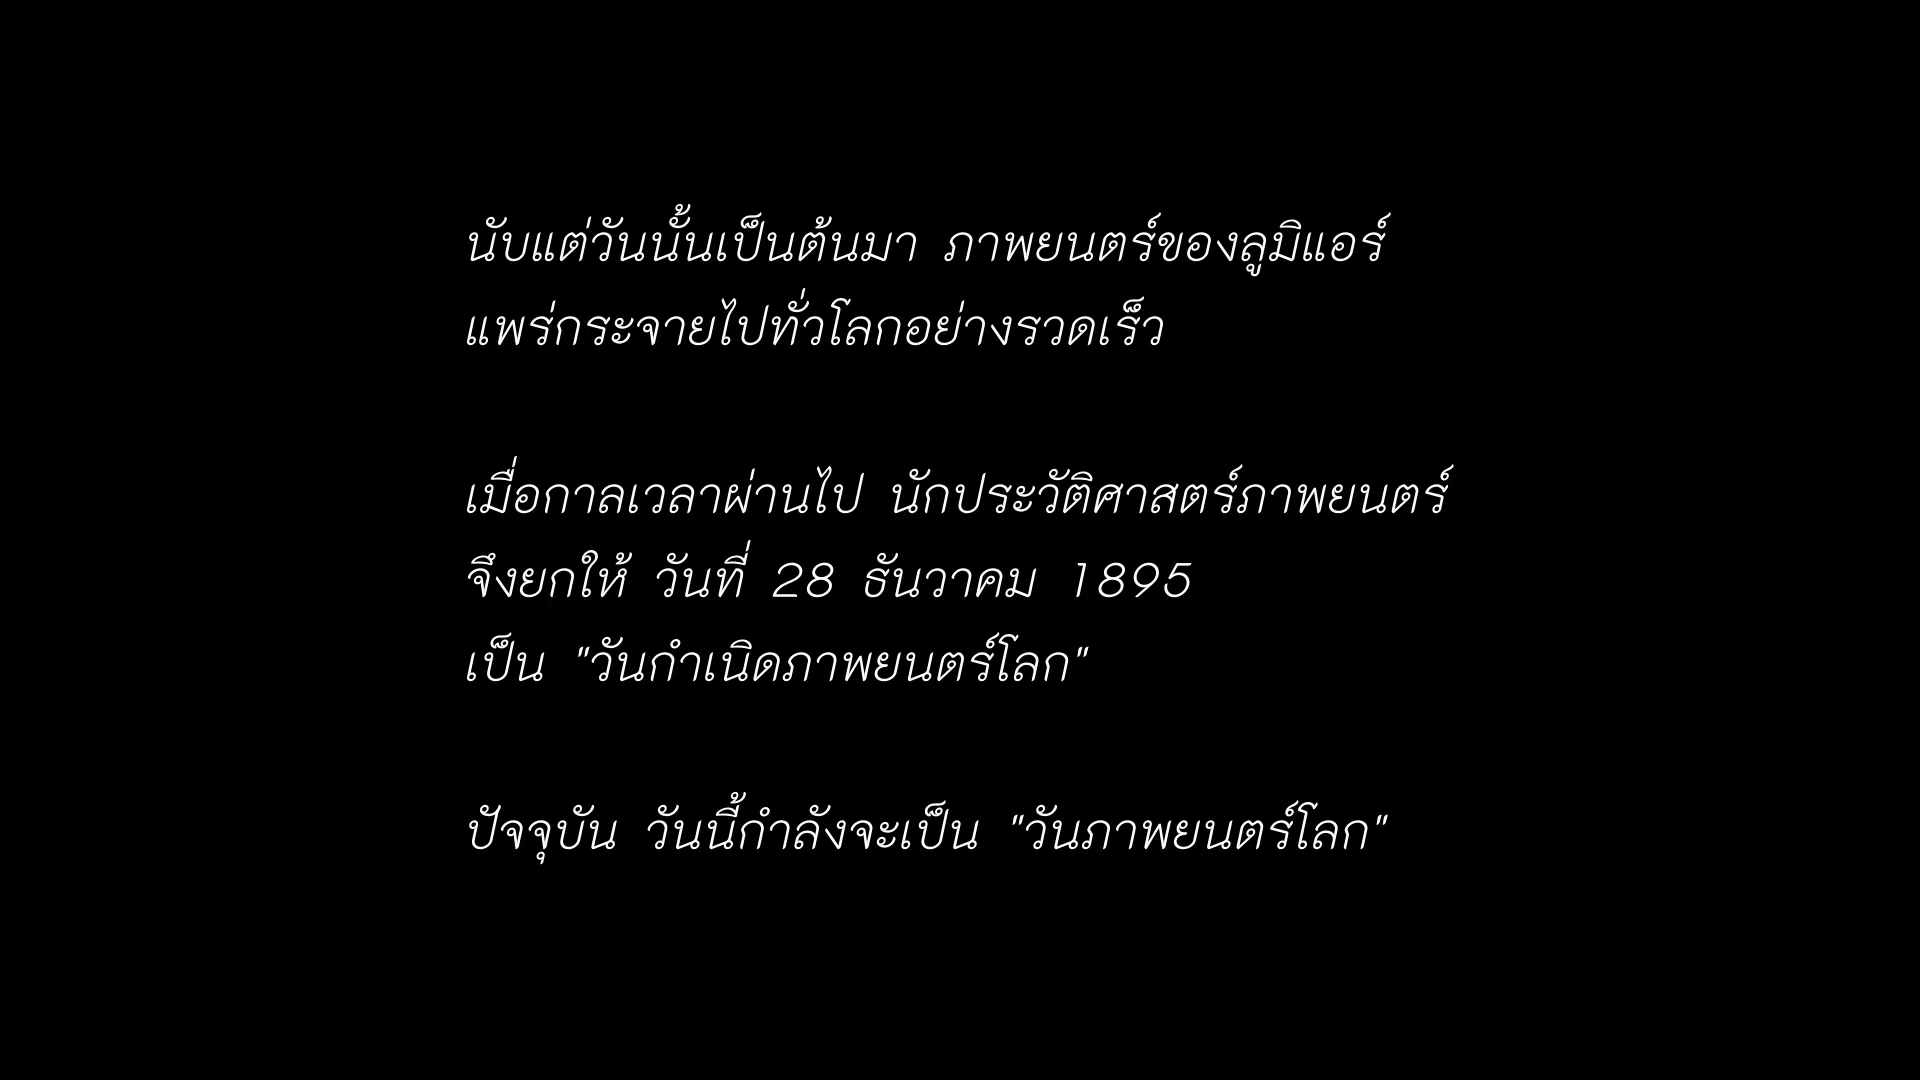 นับแต่วันนั้นเป็นต้นมา ภาพยนตร์ของลูมิแอร์
แพร่กระจายไปทั่วโลกอย่างรวดเร็ว
เมื่อกาลเวลาผ่านไป นักประวัติศาสตร์ภาพยนตร์
จึงยกให้ วันที่ 28 ธันวาคม 1895
เป็น "วันกำเนิดภาพยนตร์โลก"
ปัจจุบัน วันนี้กำลังจะเป็น "วันภาพยนตร์โลก"